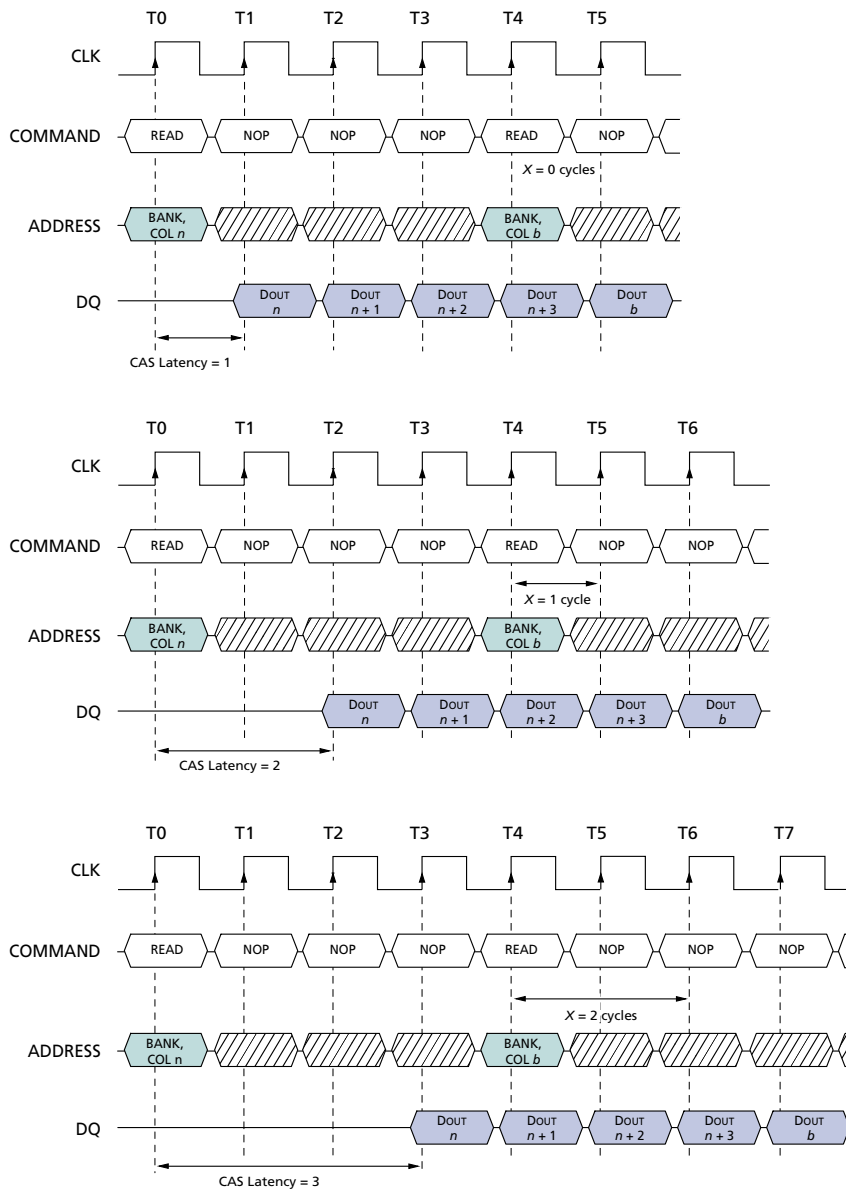 T0 T1 T2 T3 T4 T5
CLK
COMMAND READ NOP NOP NOP READ NOP
X = 0 cycles
ADDRESS BANK, COL n BANK, COL b
DQ DOUT n DOUT n + 1 DOUT n + 2 DOUT n + 3 DOUT b
CAS Latency = 1
T0 T1 T2 T3 T4 T5 T6
CLK
COMMAND READ NOP NOP NOP READ NOP NOP
X = 1 cycle
ADDRESS BANK, COL n BANK, COL b
DQ DOUT n DOUT n + 1 DOUT n + 2 DOUT n + 3 DOUT b
CAS Latency = 2
T0 T1 T2 T3 T4 T5 T6 T7
CLK
COMMAND READ NOP NOP NOP READ NOP NOP NOP
X = 2 cycles
ADDRESS BANK, COL n BANK, COL b
DQ DOUT n DOUT n + 1 DOUT n + 2 DOUT n + 3 DOUT b
CAS Latency = 3